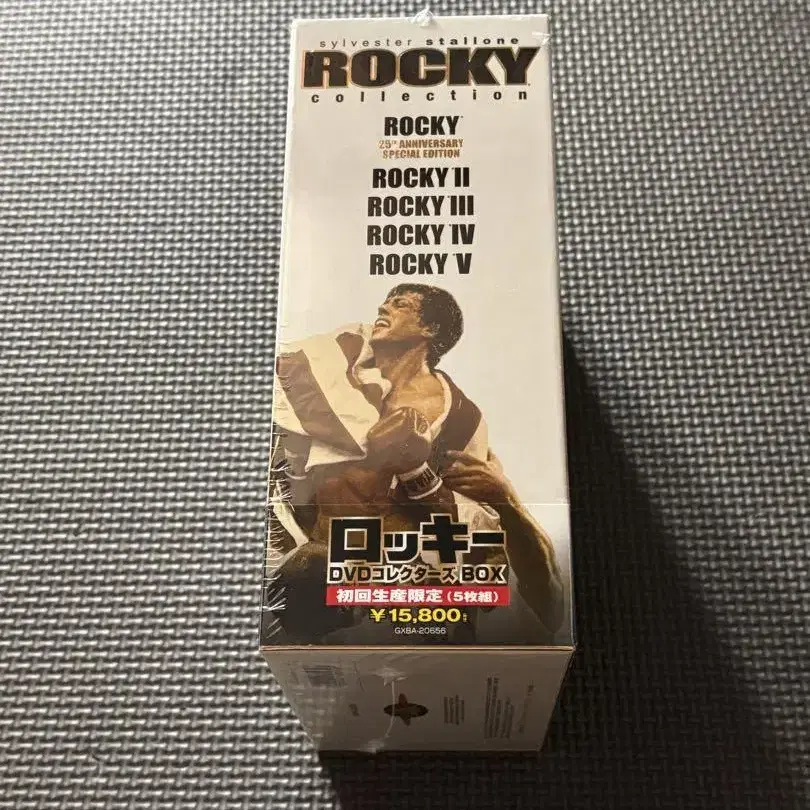 sylvester stallone
ROCKY
collection
ROCKY
25TH ANNIVERSARY
SPECIAL EDITION
ROCKY II
ROCKY III
ROCKY IV
ROCKY V
ロッキー
DVDコレクターズBOX
初回生産限定(5枚組)
¥15,800
GXBA-20656